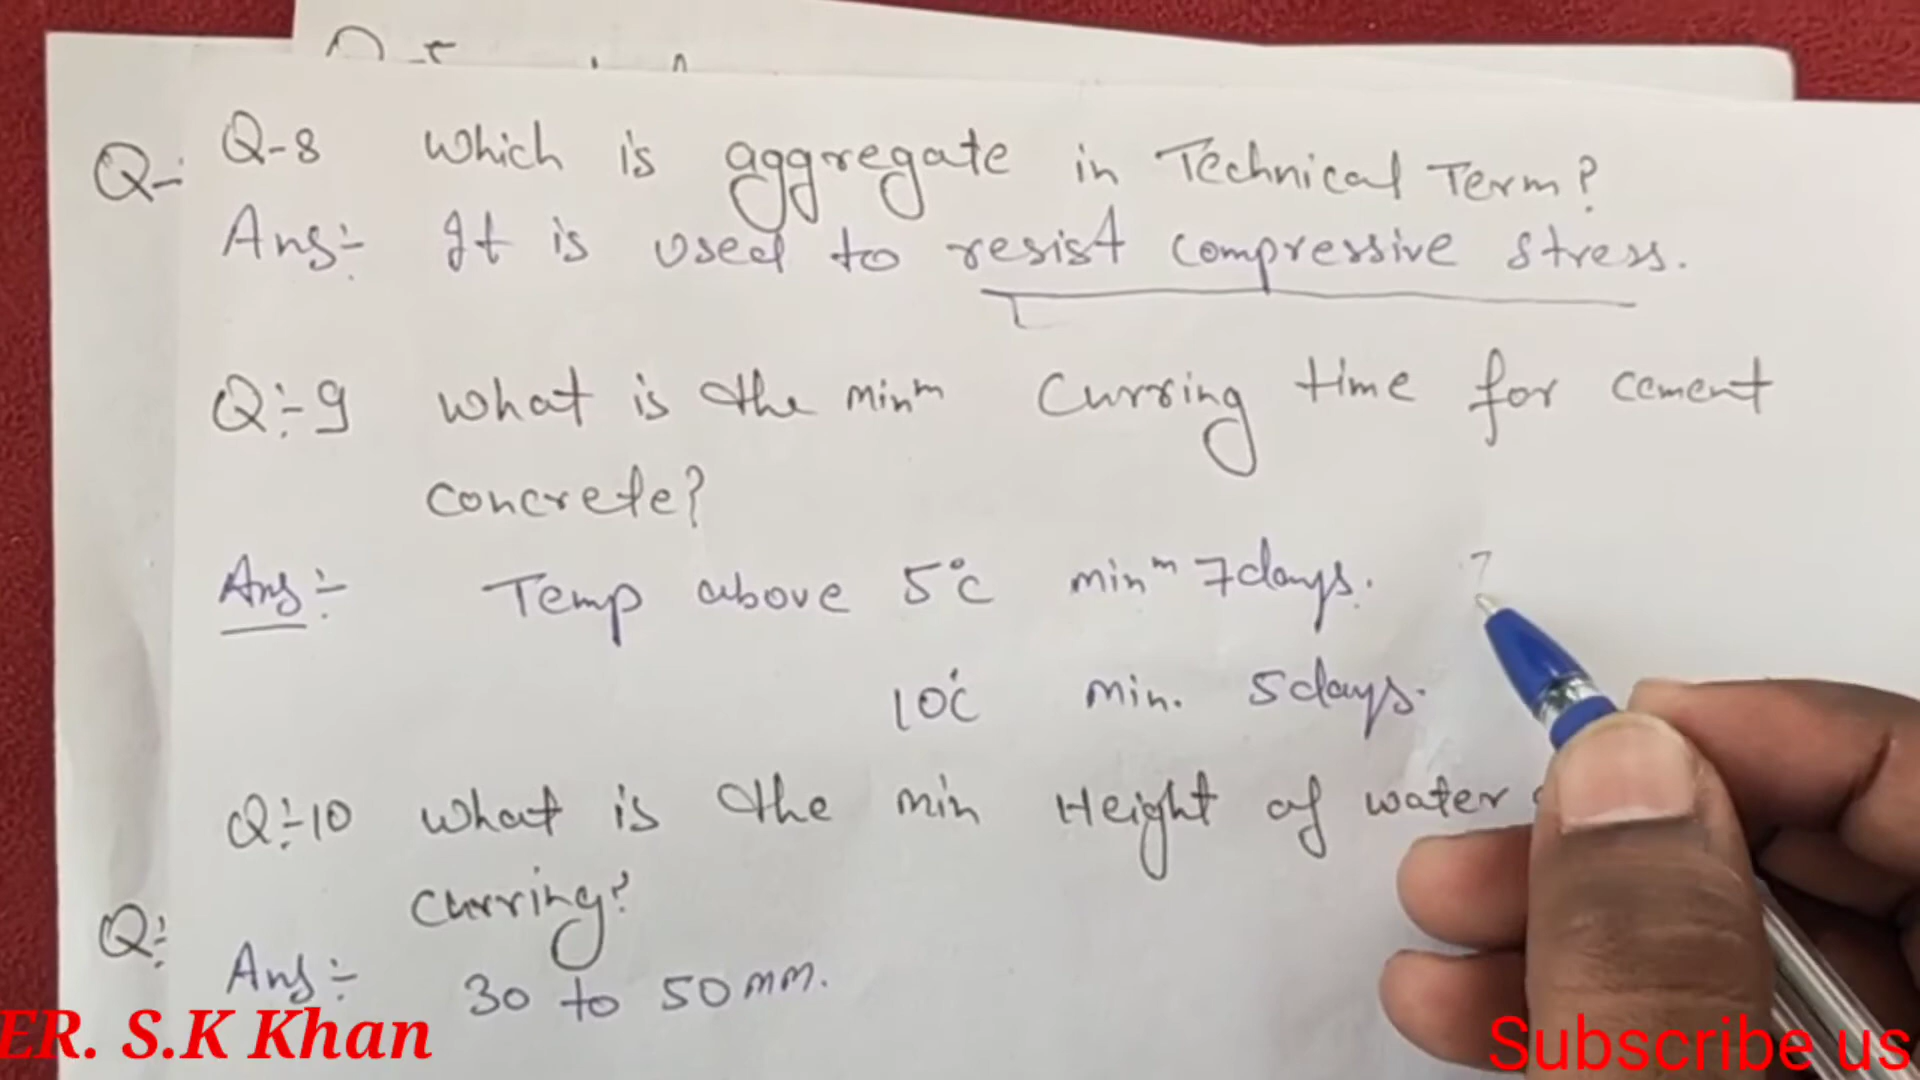 Q-8 Which is aggregate in Technical Term?
Q-:
Ans:- It is used to resist compressive stress.
Q:-9 What is the minm Curring time for cement
concrete?
Ans:- Temp above 5°C minm 7days. 7
10°C min. 5days.
Q:-10 What is the min Height of water
Curring?
Q:-
Ans:- 30 to 50mm.
ER. S.K Khan
Subscribe us